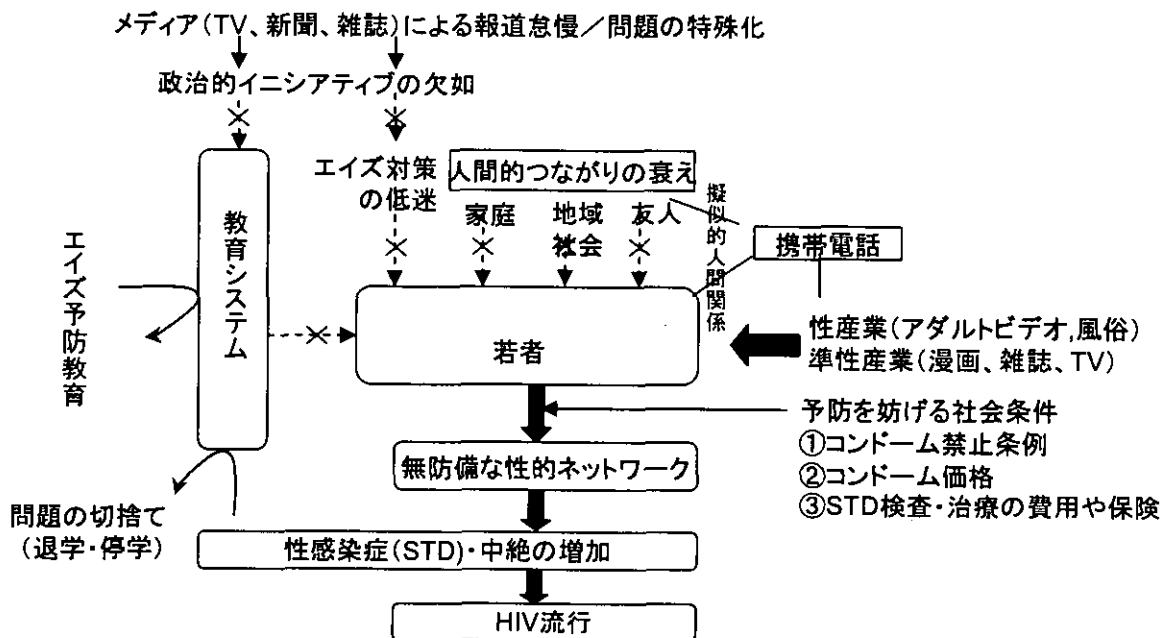 メディア(TV、新聞、雑誌)による報道怠慢／問題の特殊化
政治的イニシアティブの欠如
エイズ対策
の低迷
人間的つながりの衰え
家庭
地域
社会
友人
擬似的人間関係
携帯電話
教育システム
エイズ予防教育
若者
性産業(アダルトビデオ,風俗)
準性産業(漫画、雑誌、TV)
予防を妨げる社会条件
①コンドーム禁止条例
②コンドーム価格
③STD検査・治療の費用や保険
無防備な性的ネットワーク
問題の切捨て
(退学・停学)
性感染症(STD)・中絶の増加
HIV流行